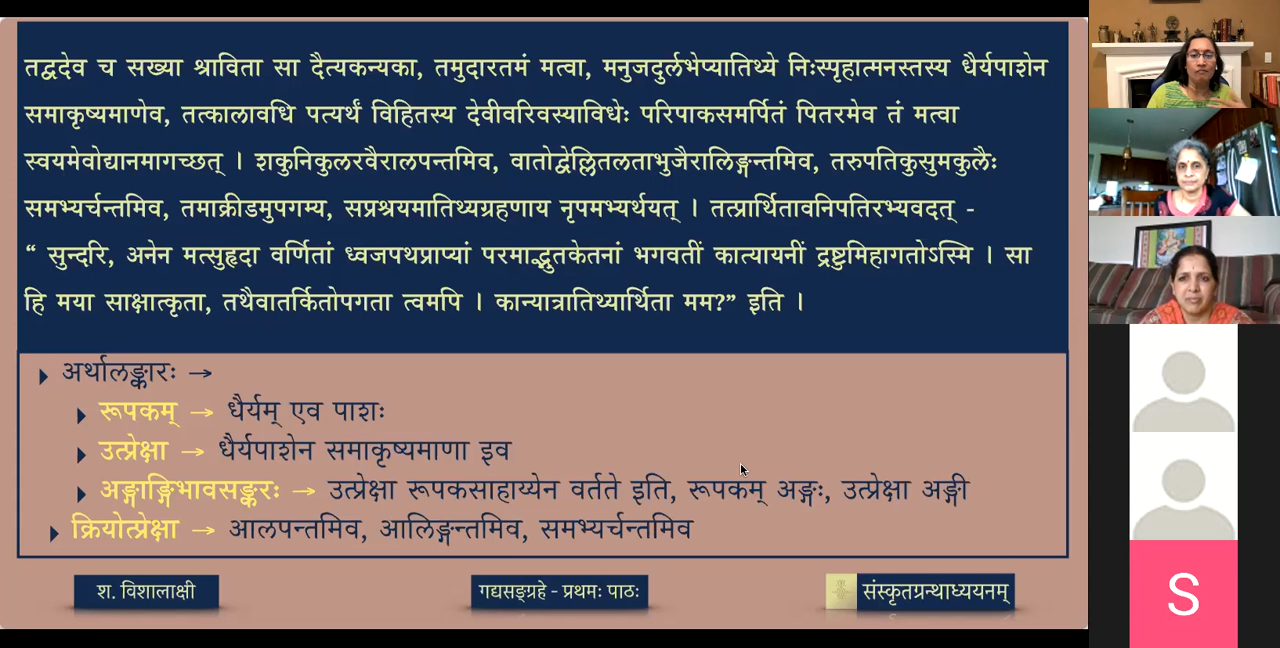 तद्वदेव च सख्या श्राविता सा दैत्यकन्यका, तमुदारतमं मत्वा, मनुजदुर्लभेप्यातिथ्ये निःस्पृहात्मनस्तस्य धैर्यपाशेन
समाकृष्यमाणेव, तत्कालावधि पत्यर्थं विहितस्य देवीवरिवस्याविधेः परिपाकसमर्पितं पितरमेव तं मत्वा
स्वयमेवोद्यानमागच्छत् । शकुनिकुलरवैरालपन्तमिव, वातोद्वेल्लितलताभुजैरालिङ्गन्तमिव, तरुपतिकुसुमकुलैः
समभ्यर्चन्तमिव, तमाक्रीडमुपगम्य, सप्रश्रयमातिथ्यग्रहणाय नृपमभ्यर्थयत् । तत्प्रार्थितावनिपतिरभ्यवदत् -
“ सुन्दरि, अनेन मत्सुहृदा वर्णितां ध्वजपथप्राप्यां परमाद्भुतकेतनां भगवतीं कात्यायनीं द्रष्टुमिहागतोऽस्मि । सा
हि मया साक्षात्कृता, तथैवातर्कितोपगता त्वमपि । कान्यात्रातिथ्यार्थिता मम?” इति ।
अर्थालङ्कारः →
रूपकम् → धैर्यम् एव पाशः
उत्प्रेक्षा → धैर्यपाशेन समाकृष्यमाणा इव
अङ्गाङ्गिभावसङ्करः → उत्प्रेक्षा रूपकसाहाय्येन वर्तते इति, रूपकम् अङ्गः, उत्प्रेक्षा अङ्गी
क्रियोत्प्रेक्षा → आलपन्तमिव, आलिङ्गन्तमिव, समभ्यर्चन्तमिव
श. विशालाक्षी
गद्यसङ्ग्रहे - प्रथमः पाठः
संस्कृतग्रन्थाध्ययनम्
S